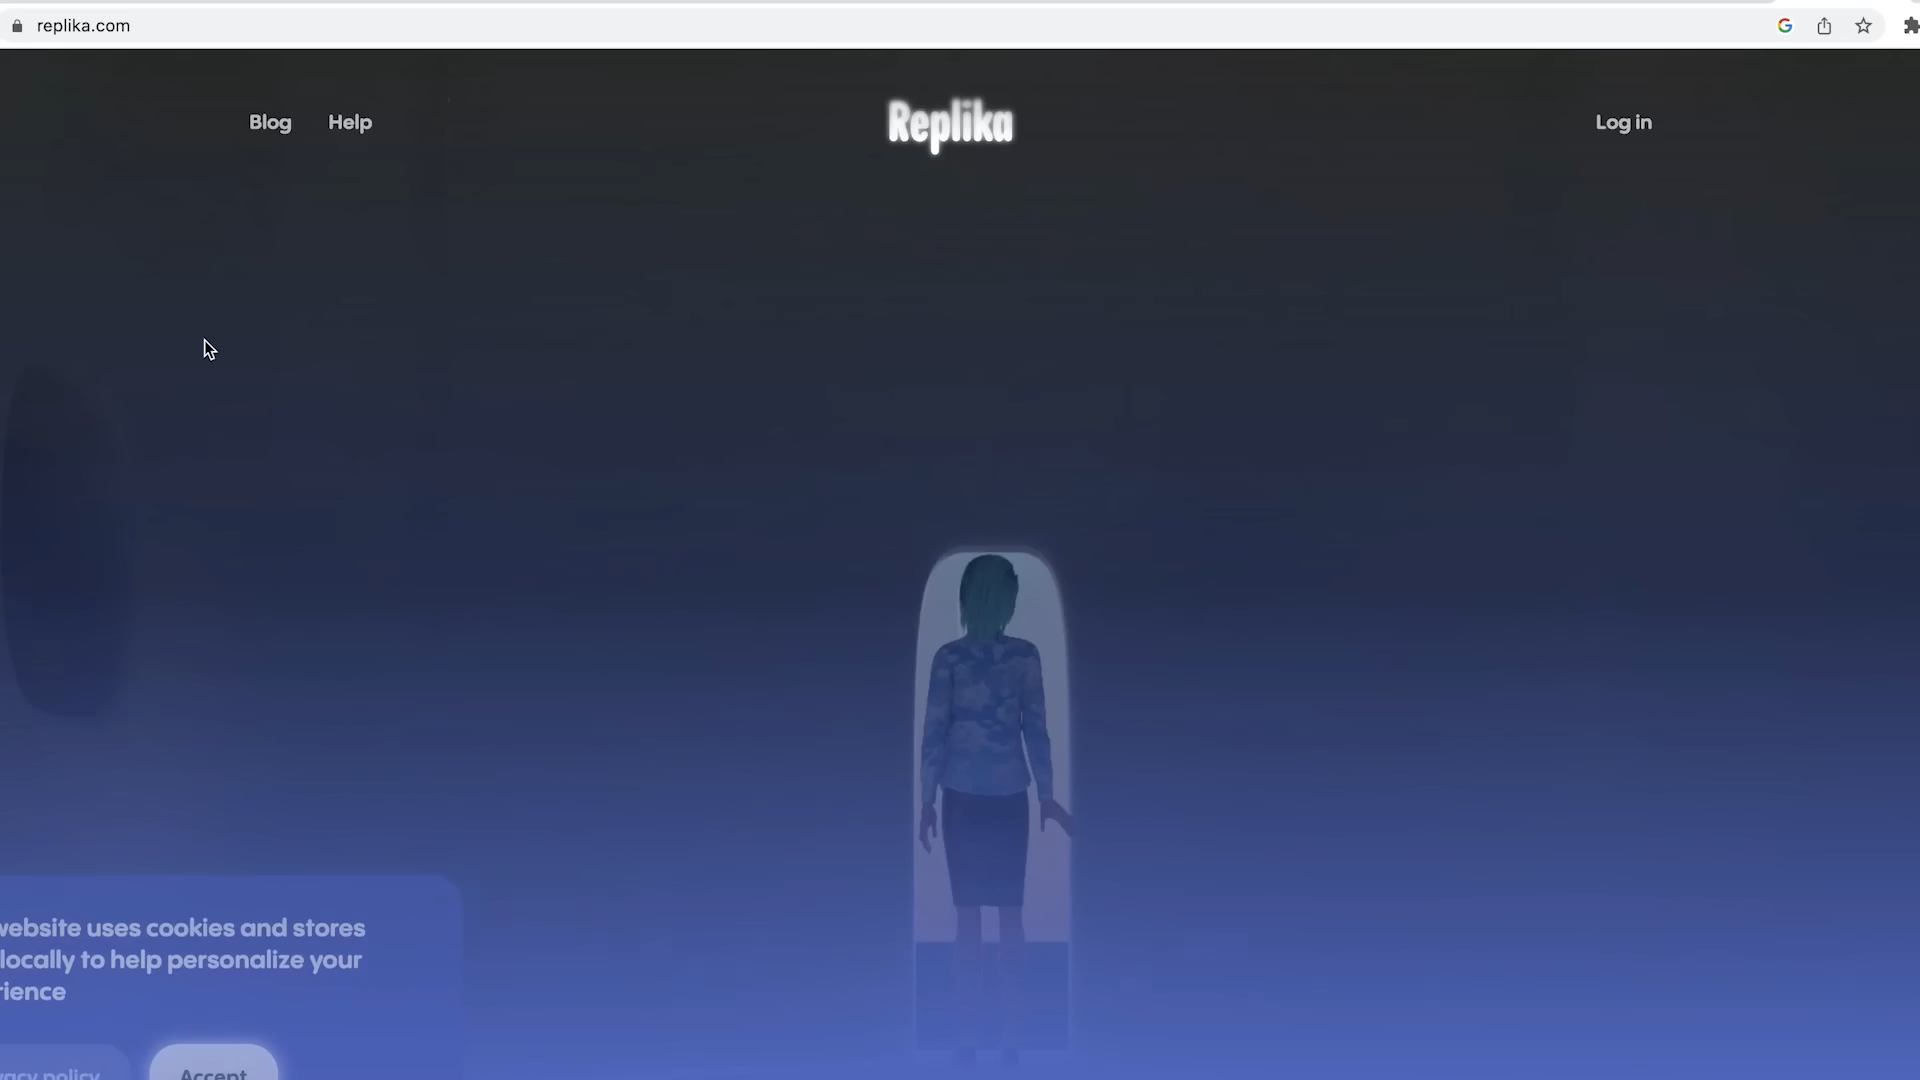 replika.com
Blog Help Replika Log in
website uses cookies and stores
locally to help personalize your
rience
vacy policy Accept